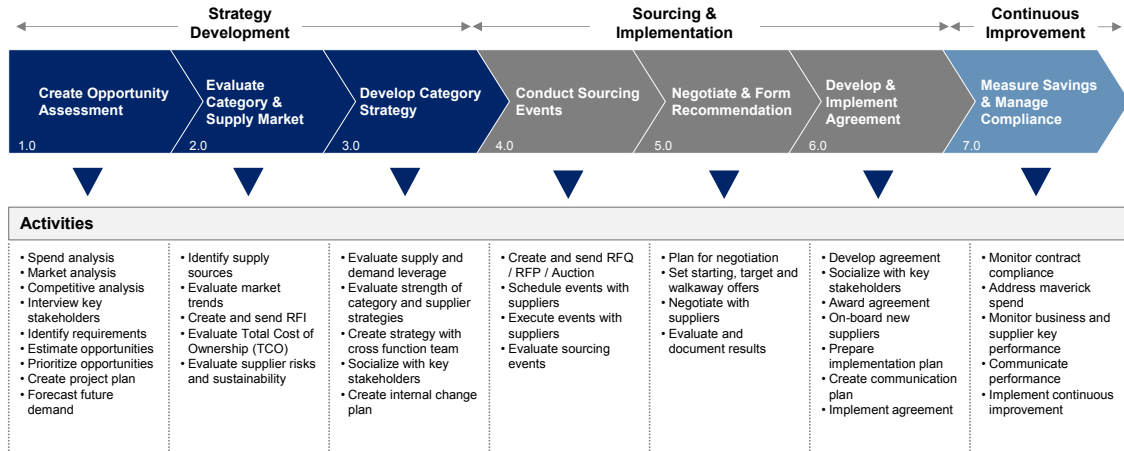 Strategy
Development
Sourcing &
Implementation
Continuous
Improvement
Create Opportunity
Assessment
1.0
Evaluate
Category &
Supply Market
2.0
Develop Category
Strategy
3.0
Conduct Sourcing
Events
4.0
Negotiate & Form
Recommendation
5.0
Develop &
Implement
Agreement
6.0
Measure Savings
& Manage
Compliance
7.0
Activities
• Spend analysis
• Market analysis
• Competitive analysis
• Interview key
stakeholders
• Identify requirements
• Estimate opportunities
• Prioritize opportunities
• Create project plan
• Forecast future
demand
• Identify supply
sources
• Evaluate market
trends
• Create and send RFI
• Evaluate Total Cost of
Ownership (TCO)
• Evaluate supplier risks
and sustainability
• Evaluate supply and
demand leverage
• Evaluate strength of
category and supplier
strategies
• Create strategy with
cross function team
• Socialize with key
stakeholders
• Create internal change
plan
• Create and send RFQ
/ RFP / Auction
• Schedule events with
suppliers
• Execute events with
suppliers
• Evaluate sourcing
events
• Plan for negotiation
• Set starting, target and
walkaway offers
• Negotiate with
suppliers
• Evaluate and
document results
• Develop agreement
• Socialize with key
stakeholders
• Award agreement
• On-board new
suppliers
• Prepare
implementation plan
• Create communication
plan
• Implement agreement
• Monitor contract
compliance
• Address maverick
spend
• Monitor business and
supplier key
performance
• Communicate
performance
• Implement continuous
improvement